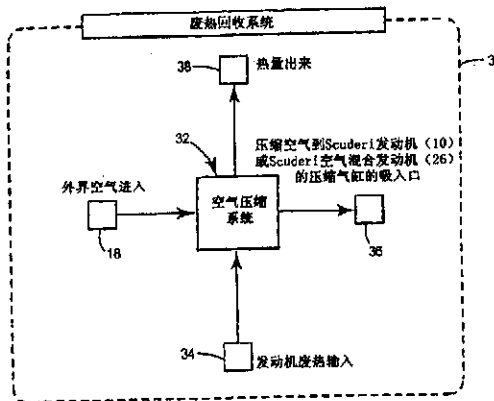 废热回收系统
38
热量出来
3
32
压缩空气到Scuderi发动机（10）
或Scuderi空气混合发动机（26）
的压缩气缸的吸入口
外界空气进入
空气压缩
系统
18
36
34
发动机废热输入